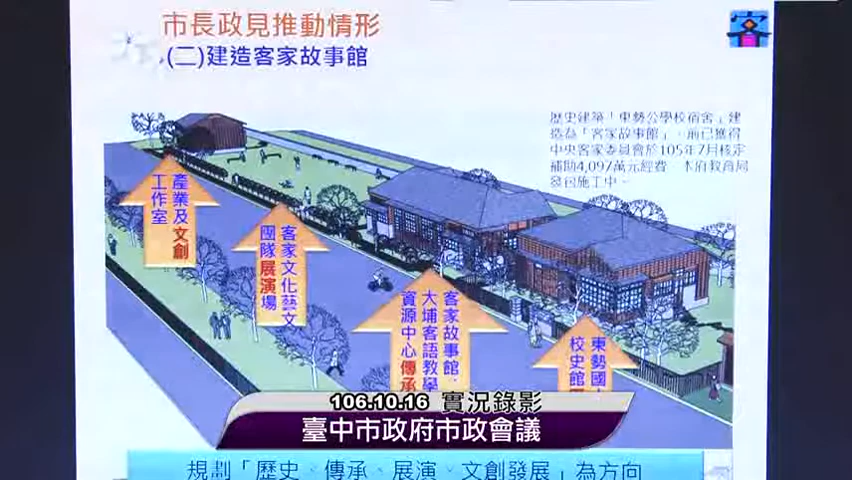 市長政見推動情形
(二)建造客家故事館
客
歷史建築「東勢公學校宿舍」建
造為「客家故事館」，前已獲得
中央客家委員會於105年7月核定
補助4,097萬元經費，本府教育局
發包施工中。
產業及文創
工作室
客家文化藝文
團隊展演場
客家故事館、
大埔客語教學
資源中心傳承
東勢國
校史館
106.10.16 實況錄影
臺中市政府市政會議
規劃「歷史、傳承、展演、文創發展」為方向